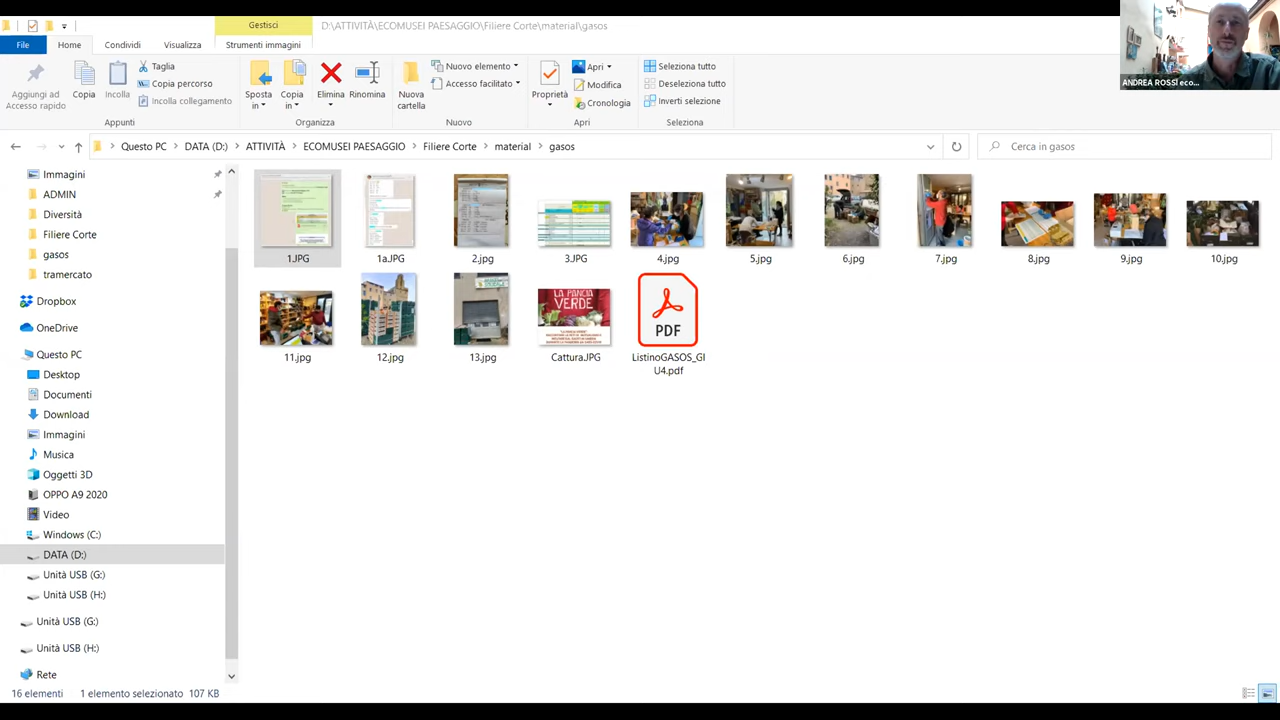 Gestisci
D:\ATTIVITÀ\ECOMUSEI PAESAGGIO\Filiere Corte\material\gasos
File
Home
Condividi
Visualizza
Strumenti immagini
Aggiungi ad
Accesso rapido
Copia
Incolla
Taglia
Copia percorso
Incolla collegamento
Appunti
Sposta
in
Copia
in
Elimina
Rinomina
Organizza
Nuova
cartella
Nuovo elemento
Accesso facilitato
Nuovo
Proprietà
Apri
Modifica
Cronologia
Apri
Seleziona tutto
Deseleziona tutto
Inverti selezione
Seleziona
ANDREA ROSSI eco...
Questo PC
DATA (D:)
ATTIVITÀ
ECOMUSEI PAESAGGIO
Filiere Corte
material
gasos
Cerca in gasos
Immagini
ADMIN
Diversità
Filiere Corte
gasos
tramercato
Dropbox
OneDrive
Questo PC
Desktop
Documenti
Download
Immagini
Musica
Oggetti 3D
OPPO A9 2020
Video
Windows (C:)
DATA (D:)
Unità USB (G:)
Unità USB (H:)
Unità USB (G:)
Unità USB (H:)
Rete
1.JPG
1a.JPG
2.jpg
3.JPG
4.jpg
5.jpg
6.jpg
7.jpg
8.jpg
9.jpg
10.jpg
LA PANCIA
VERDE
PDF
11.jpg
12.jpg
13.jpg
Cattura.JPG
ListinoGASOS_GI
U4.pdf
16 elementi
1 elemento selezionato 107 KB